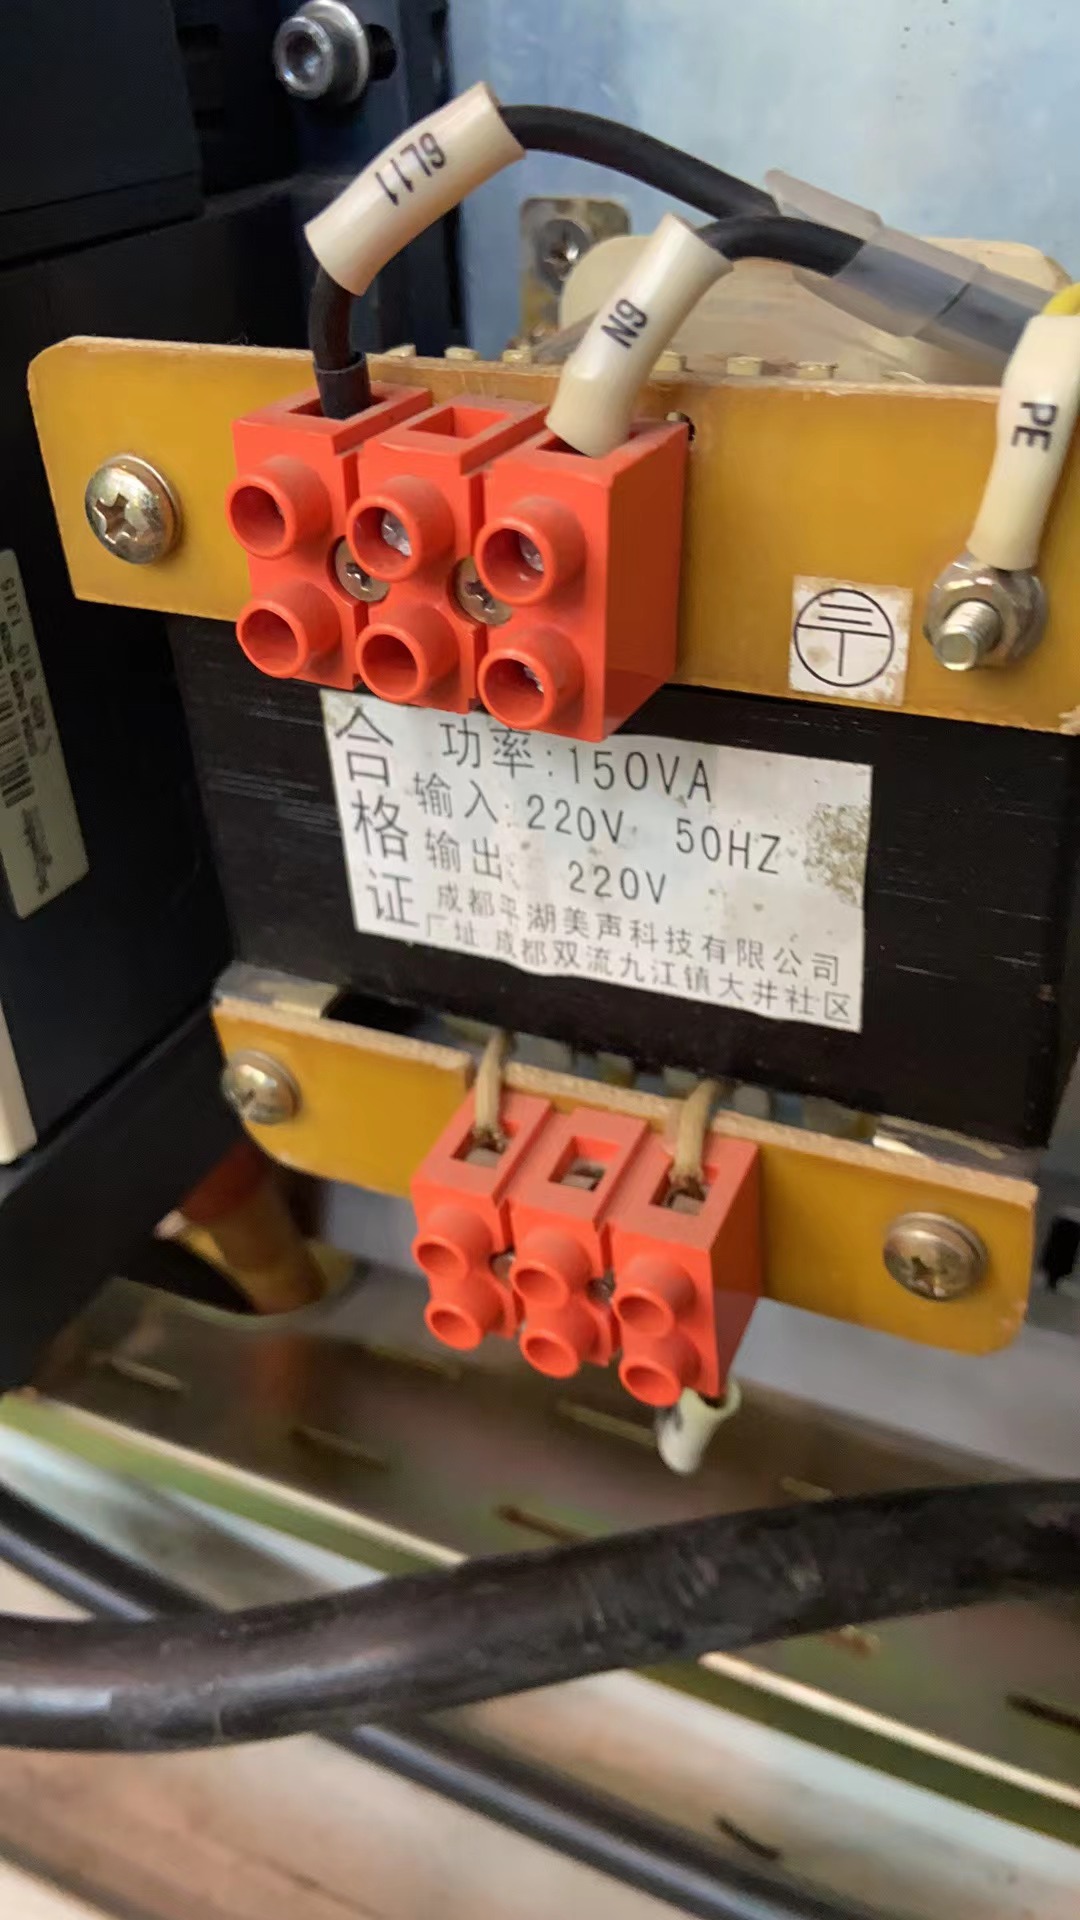 6L11
6N
PE
合格证
功率:150VA
输入:220V 50HZ
输出: 220V
成都平湖美声科技有限公司
厂址 成都双流九江镇大井社区